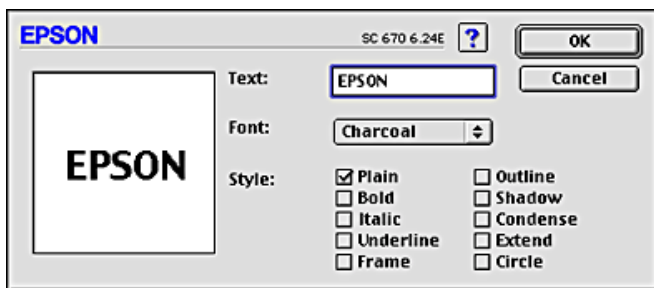 EPSON SC 670 6.24E ? OK
Cancel
Text: EPSON
Font: Charcoal
EPSON
Style: Plain Outline
Bold Shadow
Italic Condense
Underline Extend
Frame Circle